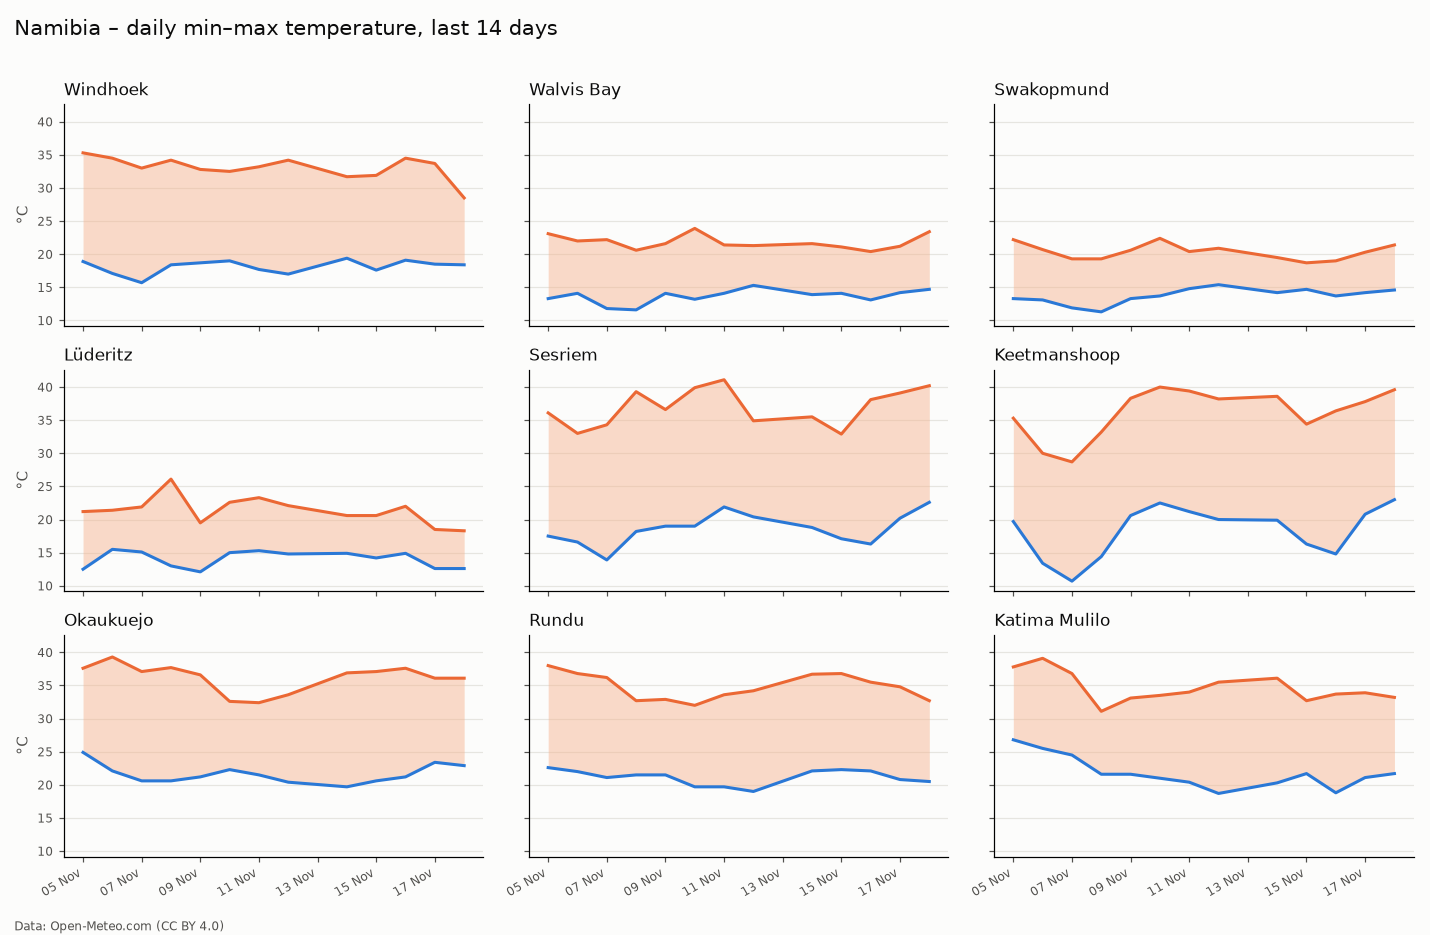 Namibia – daily min–max temperature, last 14 days
Windhoek
Walvis Bay
Swakopmund
40
35
30
25
20
15
10
°C
Lüderitz
Sesriem
Keetmanshoop
40
35
30
25
20
15
10
°C
Okaukuejo
Rundu
Katima Mulilo
40
35
30
25
20
15
10
°C
05 Nov
07 Nov
09 Nov
11 Nov
13 Nov
15 Nov
17 Nov
05 Nov
07 Nov
09 Nov
11 Nov
13 Nov
15 Nov
17 Nov
05 Nov
07 Nov
09 Nov
11 Nov
13 Nov
15 Nov
17 Nov
Data: Open-Meteo.com (CC BY 4.0)